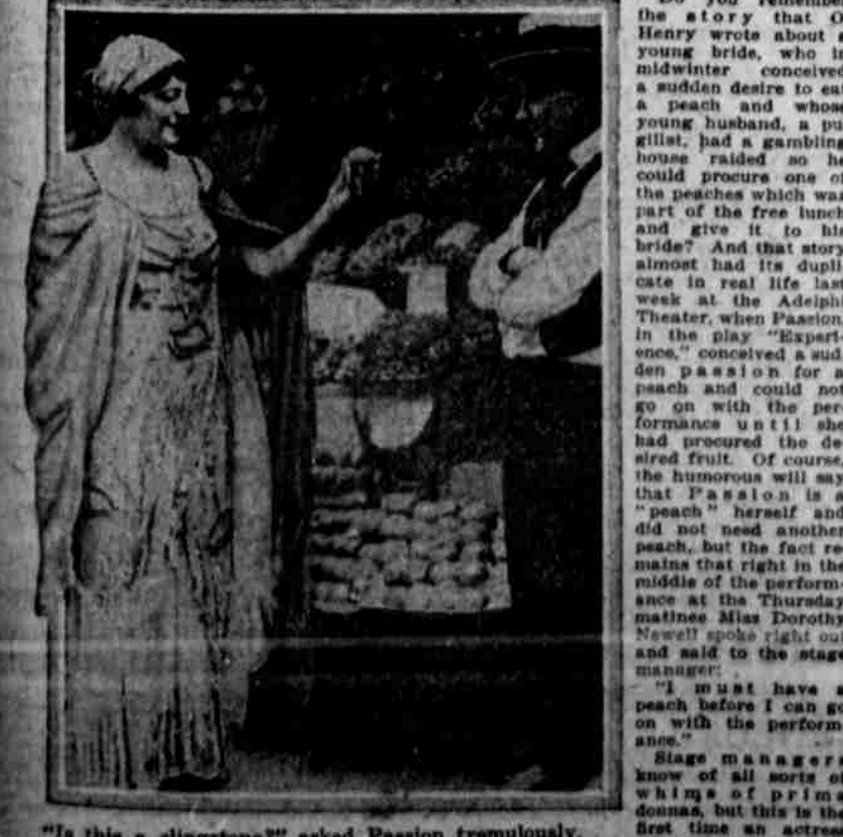 Do you remember
the story that O
Henry wrote about a
young bride, who in
midwinter conceived
a sudden desire to eat
a peach and whose
young husband, a pu
gilist, had a gambling
house raided so he
could procure one of
the peaches which was
part of the free lunch
and give it to his
bride? And that story
almost had its dupli
cate in real life last
week at the Adelphi
Theater, when Passion,
in the play "Experi-
ence," conceived a sud
den passion for a
peach and could not
go on with the per-
formance until she
had procured the de
sired fruit. Of course,
the humorous will say
that Passion is a
"peach" herself and
did not need another
peach, but the fact re
mains that right in the
middle of the perform-
ance at the Thursday
matinee Miss Dorothy
Newell spoke right out
and said to the stage
manager:
"I must have a
peach before I can go
on with the perform
ance."
Stage managers
know of all sorts of
whims of prima
donnas, but this is the
first time an actress
"Is this a clingstone?" asked Passion tremulously.